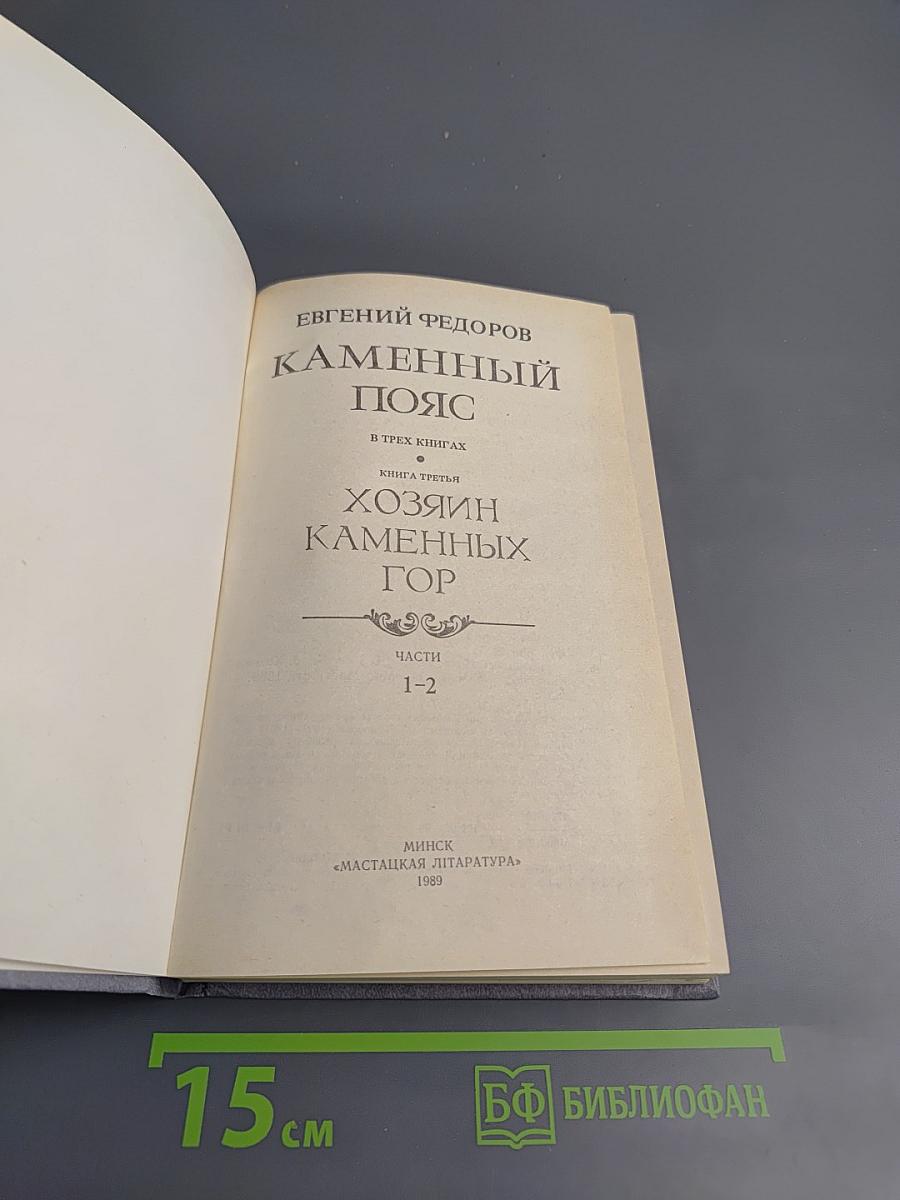 ЕВГЕНИЙ ФЕДОРОВ
КАМЕННЫЙ
ПОЯС
В ТРЕХ КНИГАХ
КНИГА ТРЕТЬЯ
ХОЗЯИН
КАМЕННЫХ
ГОР
ЧАСТИ
1–2
МИНСК
«МАСТАЦКАЯ ЛІТАРАТУРА»
1989
15 см
БФ БИБЛИОФАН